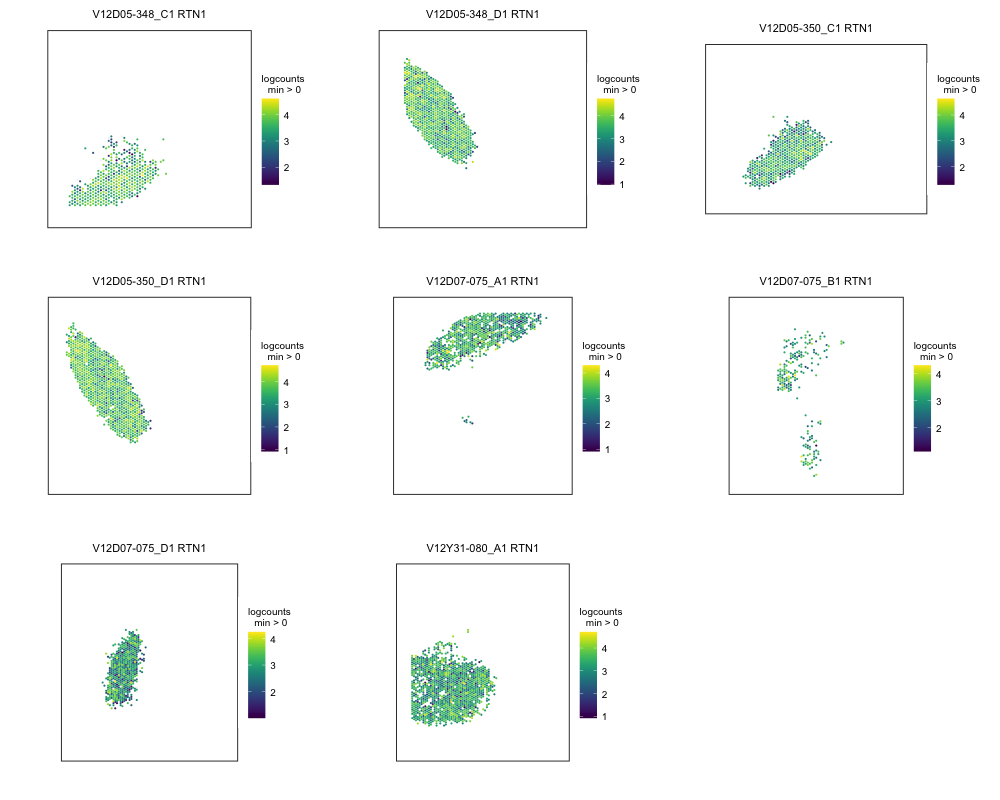 V12D05-348_C1 RTN1
logcounts
min > 0
4
3
2
V12D05-348_D1 RTN1
logcounts
min > 0
4
3
2
1
V12D05-350_C1 RTN1
logcounts
min > 0
4
3
2
V12D05-350_D1 RTN1
logcounts
min > 0
4
3
2
1
V12D07-075_A1 RTN1
logcounts
min > 0
4
3
2
1
V12D07-075_B1 RTN1
logcounts
min > 0
4
3
2
V12D07-075_D1 RTN1
logcounts
min > 0
4
3
2
V12Y31-080_A1 RTN1
logcounts
min > 0
4
3
2
1